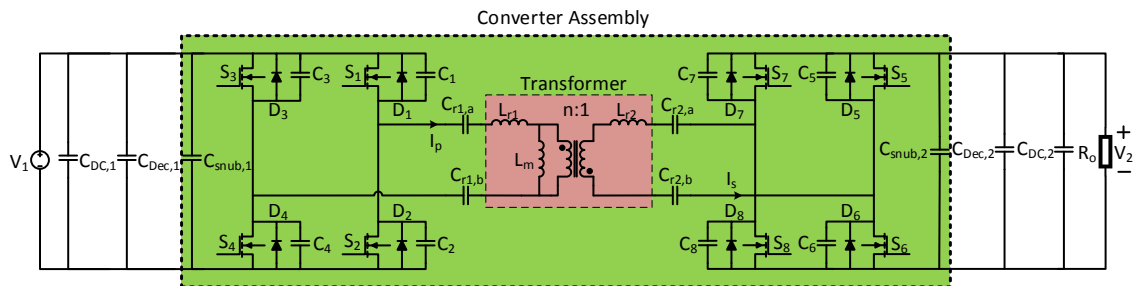 Converter Assembly
S3
C3
S1
C1
D3
D1
Transformer
n:1
Cr1,a
Lr1
Lr2
Cr2,a
Ip
Lm
C7
S7
C5
S5
D7
D5
V1
CDC,1
CDec,1
Csnub,1
Csnub,2
CDec,2
CDC,2
Ro
+
V2
−
Cr1,b
Cr2,b
Is
D4
D2
S4
C4
S2
C2
D8
D6
C8
S8
C6
S6